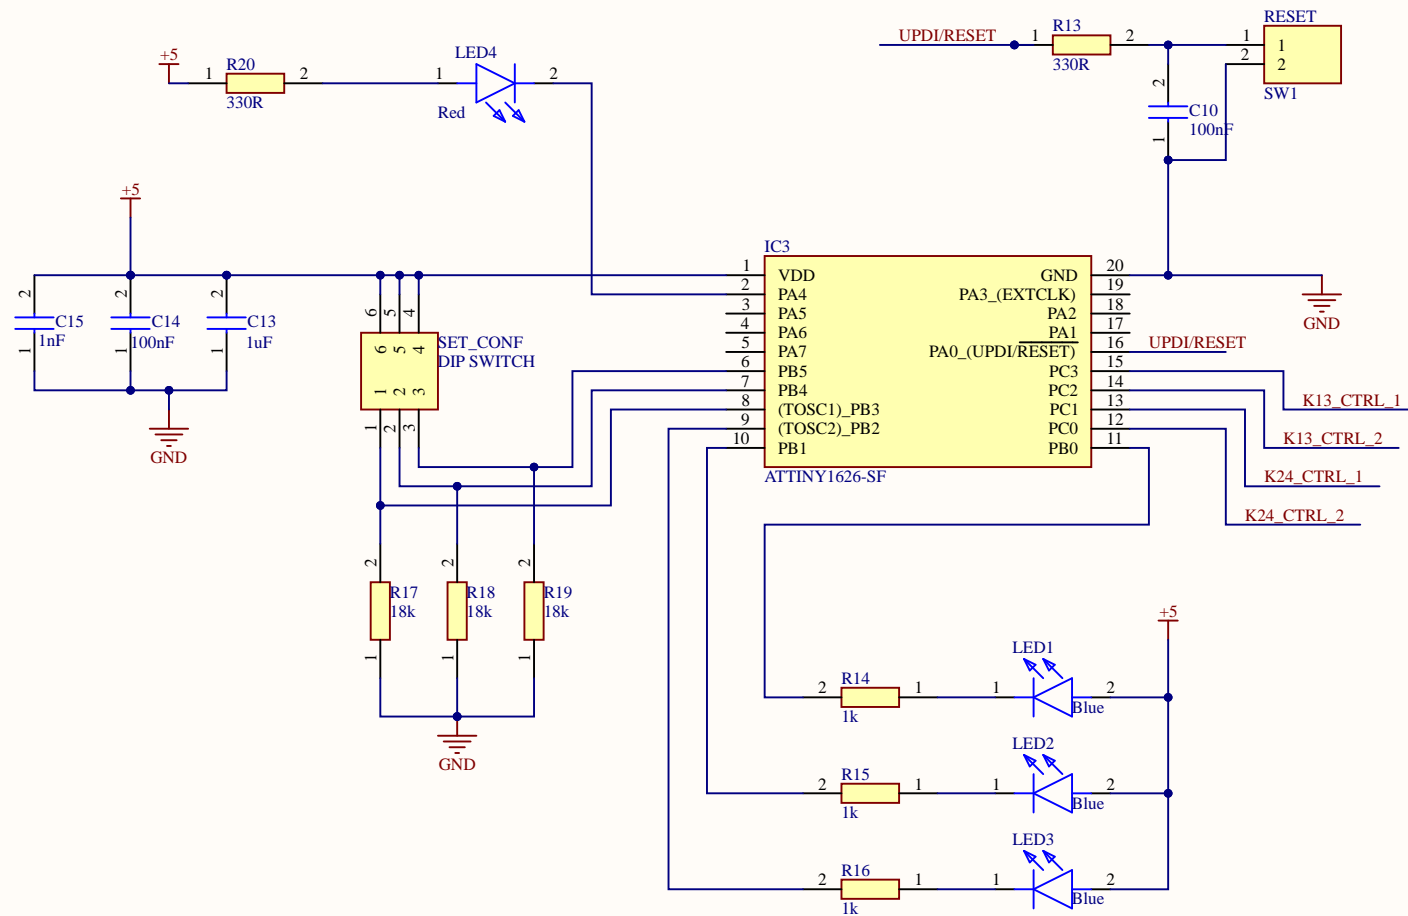 UPDI/RESET
1
R13
2
330R
RESET
1
2
1
2
SW1
2
C10
100nF
1
+5
1
R20
2
330R
LED4
1
2
Red
+5
2
C15
1nF
1
2
C14
100nF
1
2
C13
1uF
1
GND
6
5
4
6
5
4
SET_CONF
DIP SWITCH
1
2
3
1
2
3
IC3
1
VDD
GND
20
2
PA4
PA3_(EXTCLK)
19
3
PA5
PA2
18
4
PA6
PA1
17
5
PA7
PA0_(UPDI/RESET)
16
UPDI/RESET
6
PB5
PC3
15
7
PB4
PC2
14
8
(TOSC1)_PB3
PC1
13
9
(TOSC2)_PB2
PC0
12
10
PB1
PB0
11
ATTINY1626-SF
GND
K13_CTRL_1
K13_CTRL_2
K24_CTRL_1
K24_CTRL_2
2
R17
18k
1
2
R18
18k
1
2
R19
18k
1
GND
+5
2
R14
1
1k
LED1
1
2
Blue
2
R15
1
1k
LED2
1
2
Blue
2
R16
1
1k
LED3
1
2
Blue